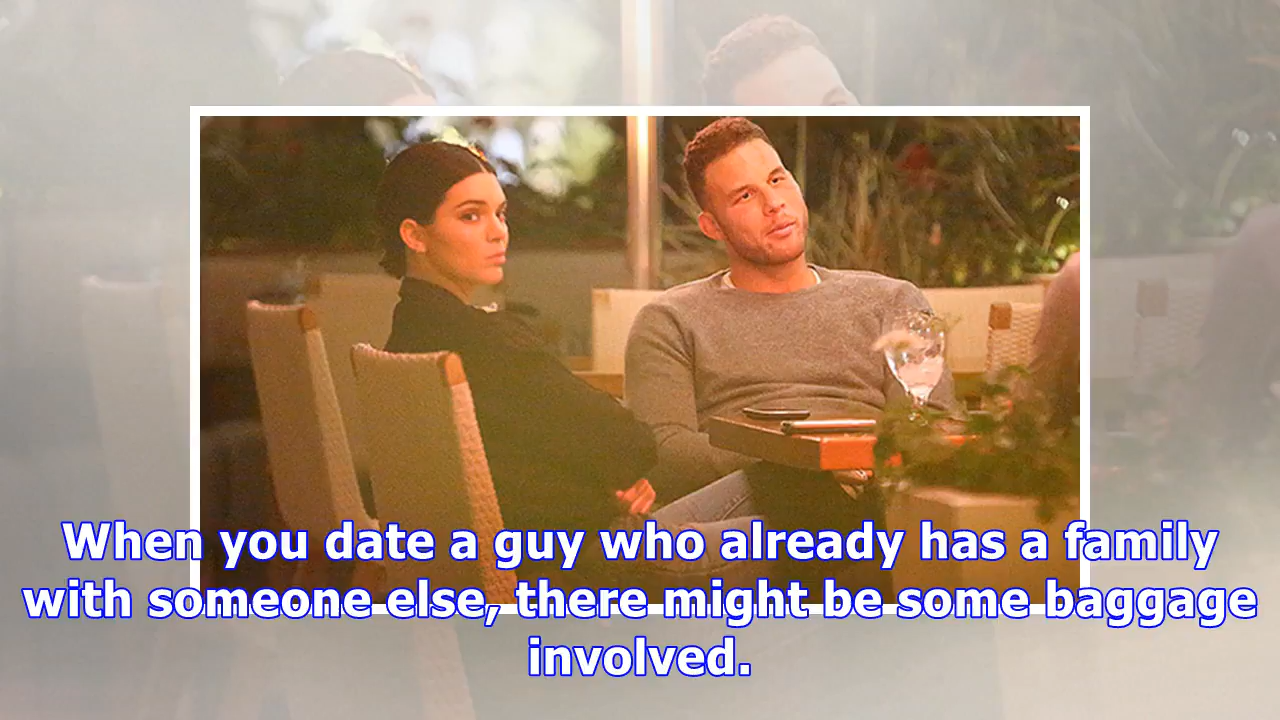 When you date a guy who already has a family
with someone else, there might be some baggage
involved.